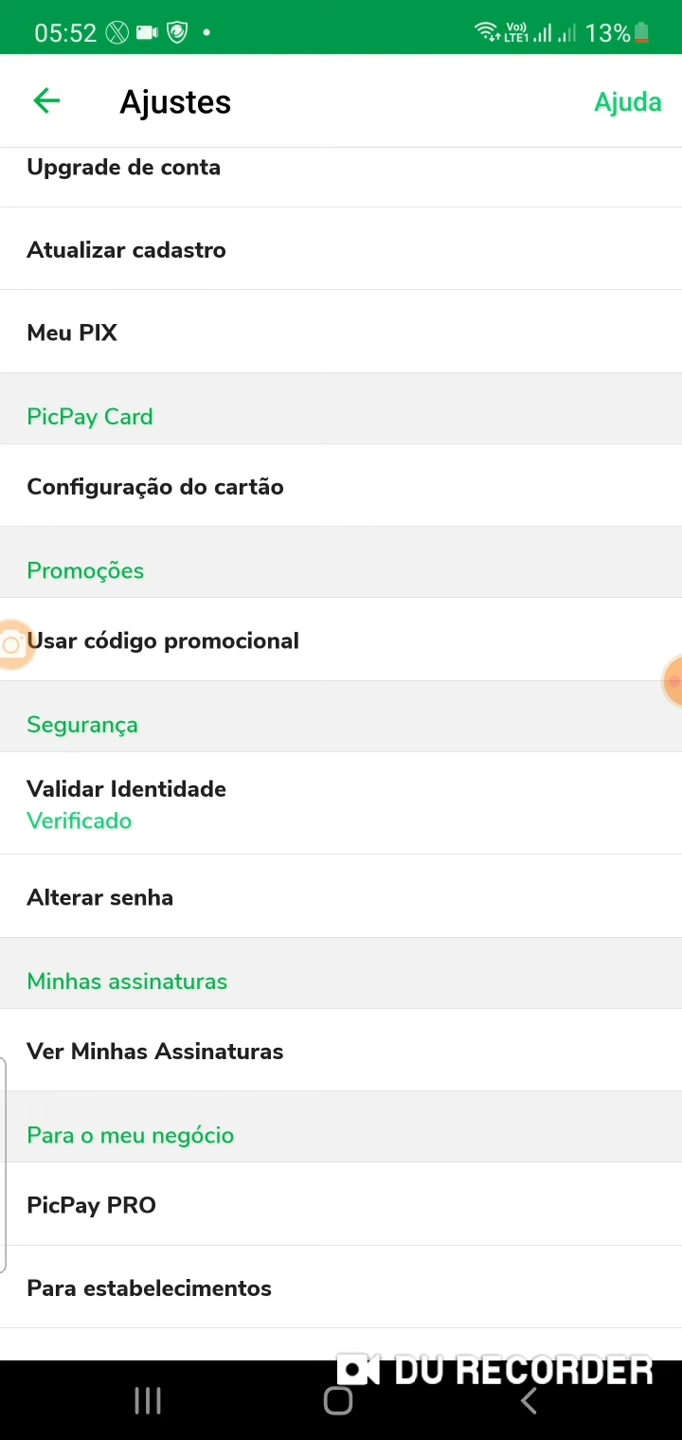 05:52 Vo)) LTE1 13%
Ajustes Ajuda
Upgrade de conta
Atualizar cadastro
Meu PIX
PicPay Card
Configuração do cartão
Promoções
Usar código promocional
Segurança
Validar Identidade
Verificado
Alterar senha
Minhas assinaturas
Ver Minhas Assinaturas
Para o meu negócio
PicPay PRO
Para estabelecimentos
DU RECORDER